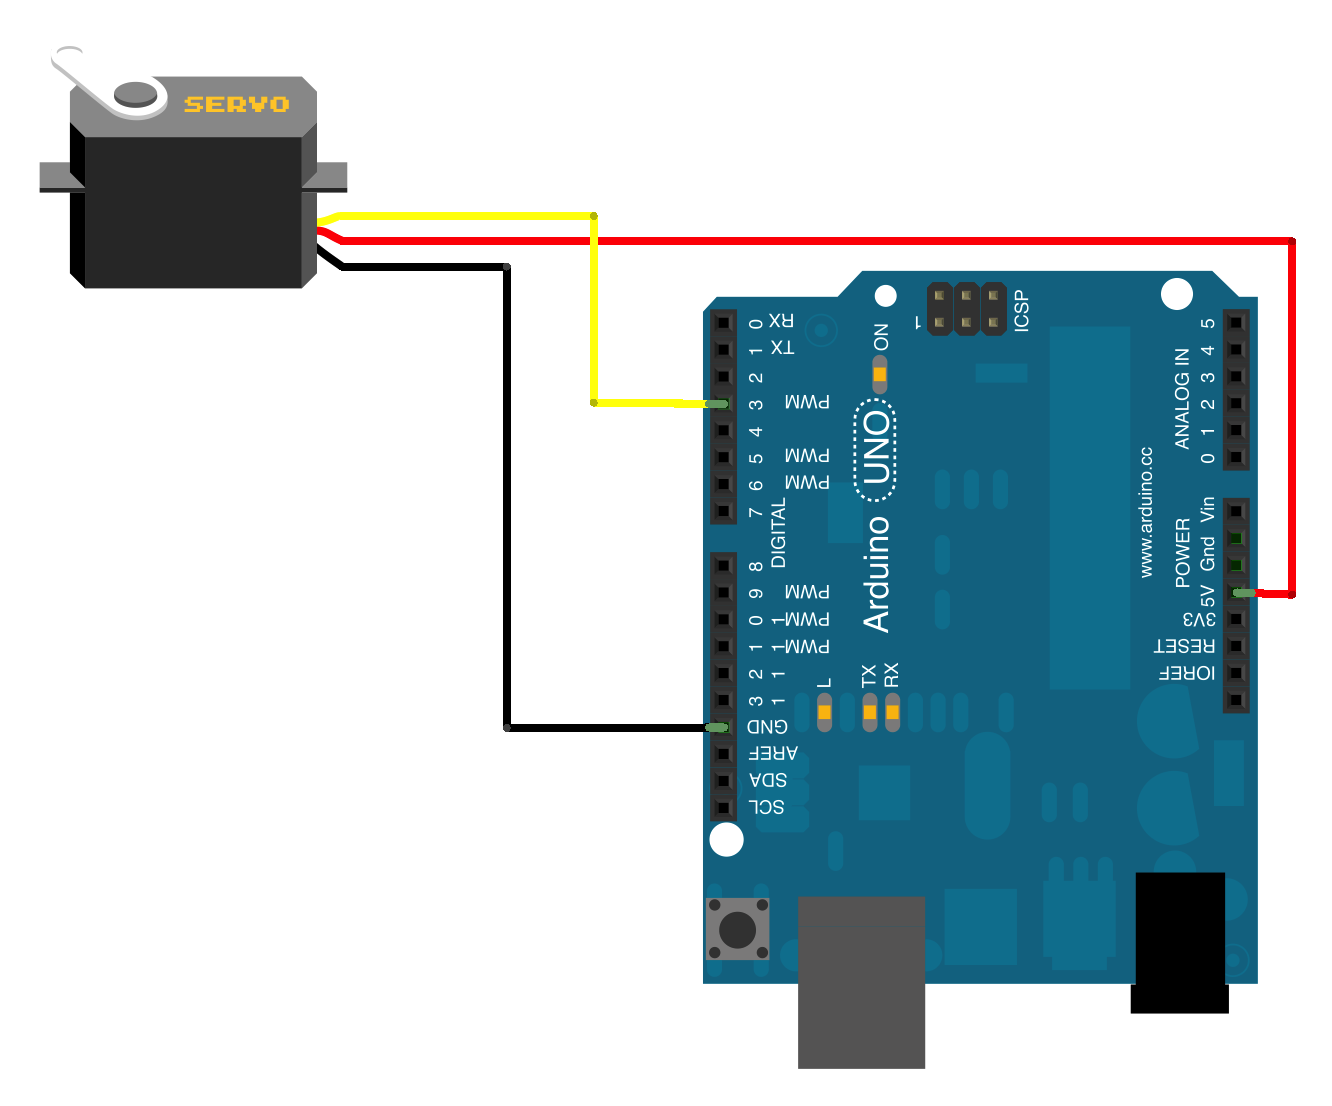 SERVO
ICSP
1
ON
0 RX
1 TX
2
3 PWM
4
5 PWM
6 PWM
7
DIGITAL
8
9 PWM
10 PWM
11 PWM
12
13
GND
AREF
SDA
SCL
Arduino UNO
L
TX
RX
www.arduino.cc
ANALOG IN
5
4
3
2
1
0
POWER
Vin
Gnd
5V
3V3
RESET
IOREF